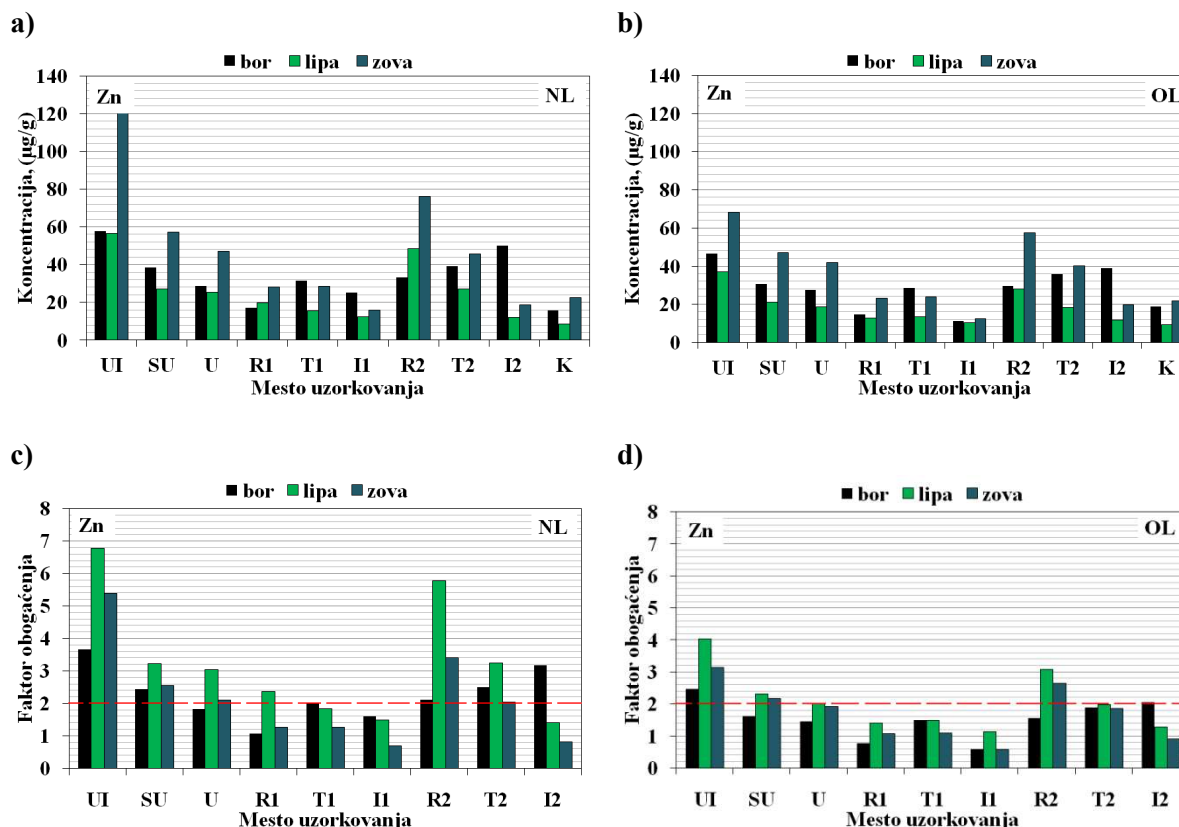 a)
bor lipa zova
Zn NL
Koncentracija, (µg/g)
140
120
100
80
60
40
20
0
UI SU U R1 T1 I1 R2 T2 I2 K
Mesto uzorkovanja
b)
bor lipa zova
Zn OL
Koncentracija, (µg/g)
140
120
100
80
60
40
20
0
UI SU U R1 T1 I1 R2 T2 I2 K
Mesto uzorkovanja
c)
bor lipa zova
Zn NL
Faktor obogaćenja
8
7
6
5
4
3
2
1
0
UI SU U R1 T1 I1 R2 T2 I2
Mesto uzorkovanja
d)
bor lipa zova
Zn OL
Faktor obogaćenja
8
7
6
5
4
3
2
1
0
UI SU U R1 T1 I1 R2 T2 I2
Mesto uzorkovanja